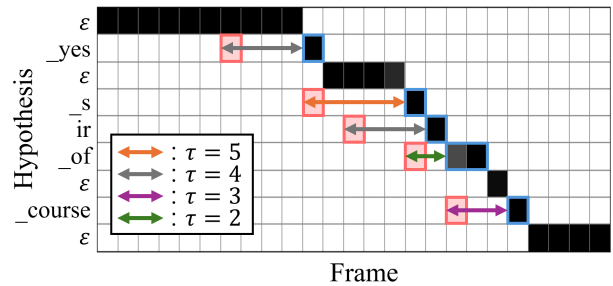 Hypothesis
ε
_yes
ε
_s
ir
_of
ε
_course
ε
: τ = 5
: τ = 4
: τ = 3
: τ = 2
Frame